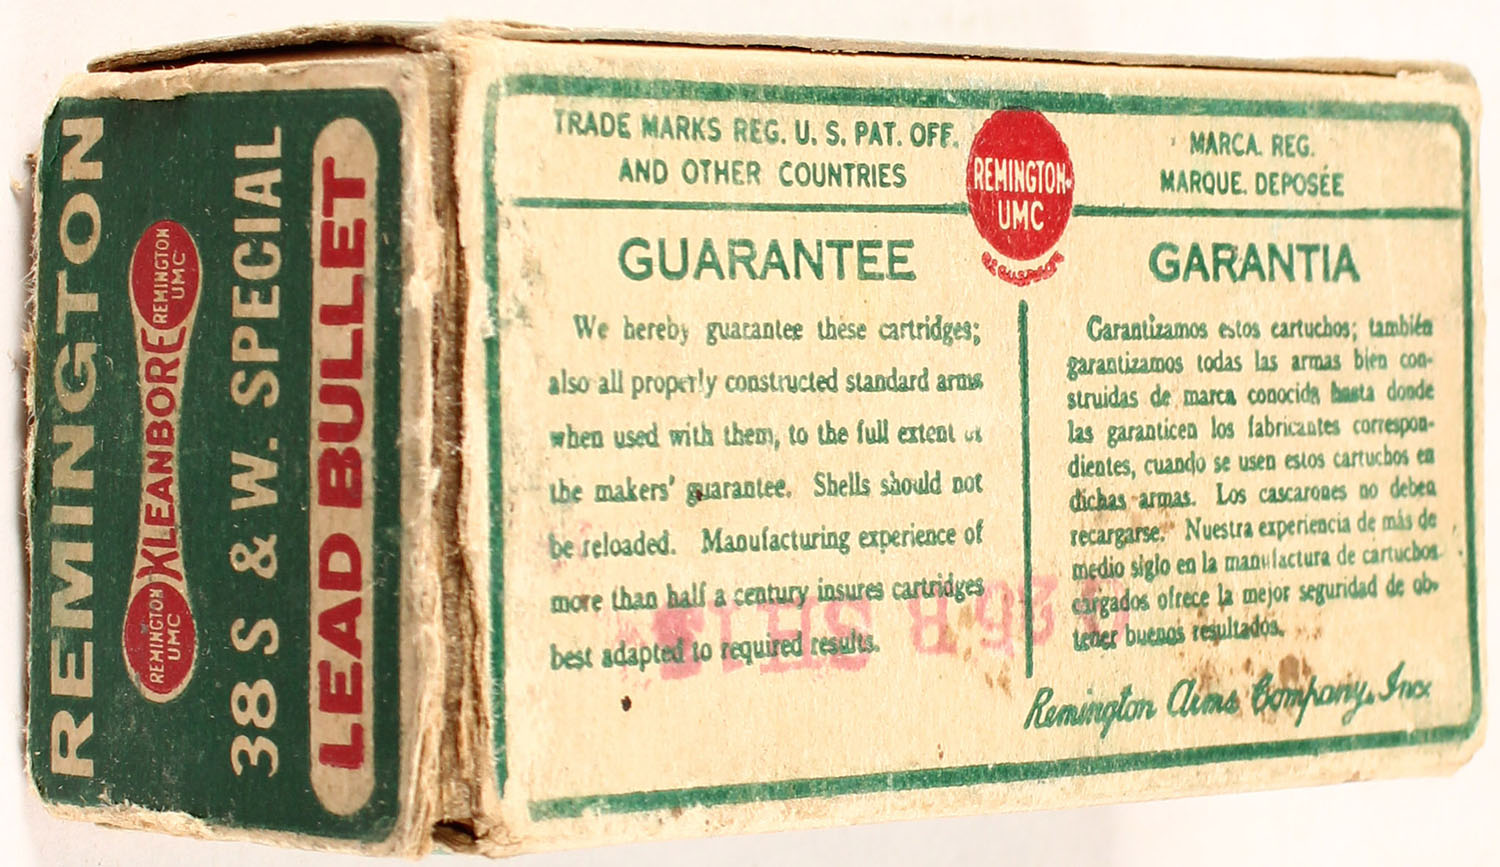 REMINGTON
REMINGTON
UMC
KLEANBORE
REMINGTON
UMC
38 S & W. SPECIAL
LEAD BULLET
TRADE MARKS REG. U. S. PAT. OFF.
AND OTHER COUNTRIES
REMINGTON-
UMC
MARCA. REG.
MARQUE. DEPOSÉE
GUARANTEE
We hereby guarantee these cartridges;
also all properly constructed standard arms
when used with them, to the full extent of
the makers' guarantee. Shells should not
be reloaded. Manufacturing experience of
more than half a century insures cartridges
best adapted to required results.
GARANTIA
Garantizamos estos cartuchos; también
garantizamos todas las armas bien con-
struidas de marca conocida hasta donde
las garanticen los fabricantes correspon-
dientes, cuando se usen estos cartuchos en
dichas armas. Los cascarones no deben
recargarse. Nuestra experiencia de más de
medio siglo en la manufactura de cartuchos
cargados ofrece la mejor seguridad de ob-
tener buenos resultados.
Remington Arms Company, Inc.